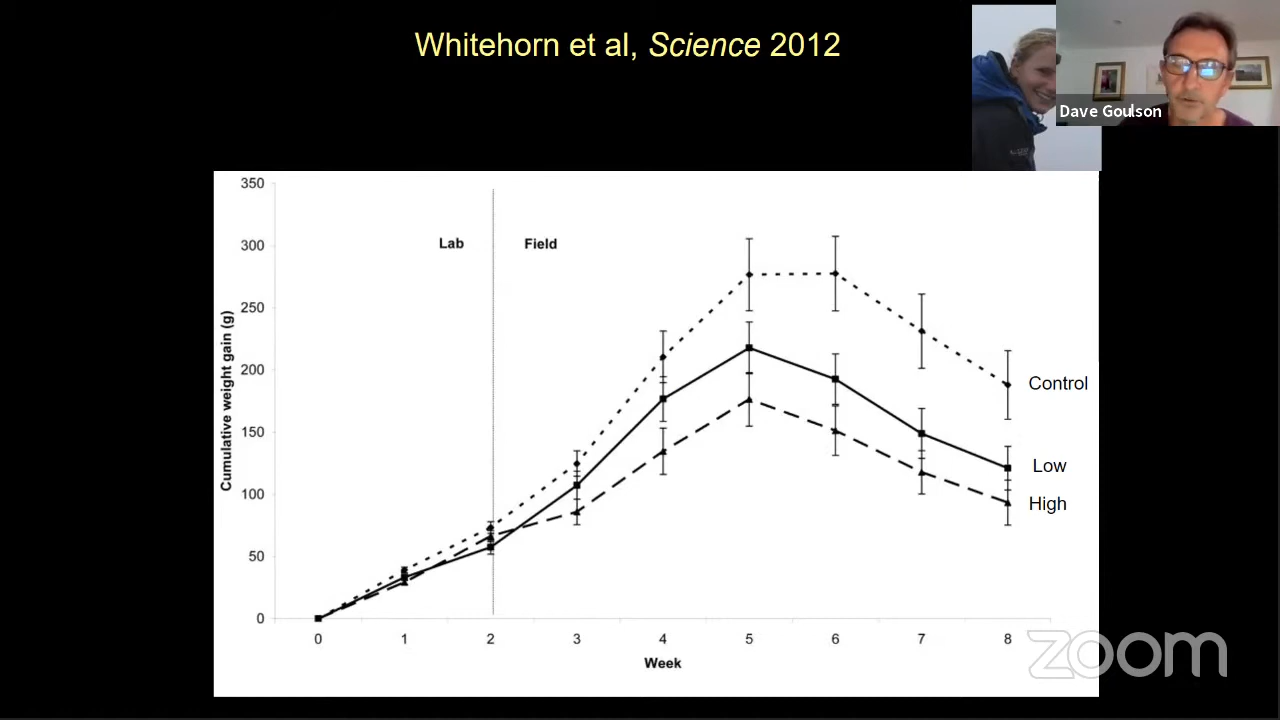 Whitehorn et al, Science 2012
Dave Goulson
350
300
250
200
150
100
50
0
Cumulative weight gain (g)
Lab
Field
Control
Low
High
0 1 2 3 4 5 6 7 8
Week
zoom